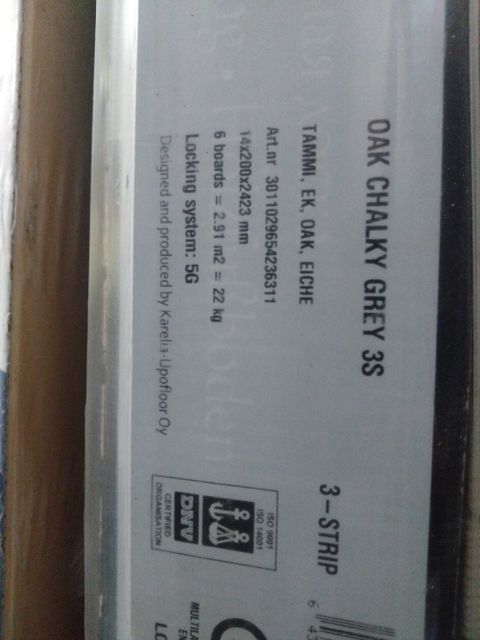 OAK CHALKY GREY 3S
3-STRIP
TAMMI, EK, OAK, EICHE
Art.nr 3011029654236311
14x200x2423 mm
6 boards = 2.91 m2 = 22 kg
Locking system: 5G
Designed and produced by Karelia-Upofloor Oy
ISO 9001
ISO 14001
DNV
CERTIFIED
ORGANISATION